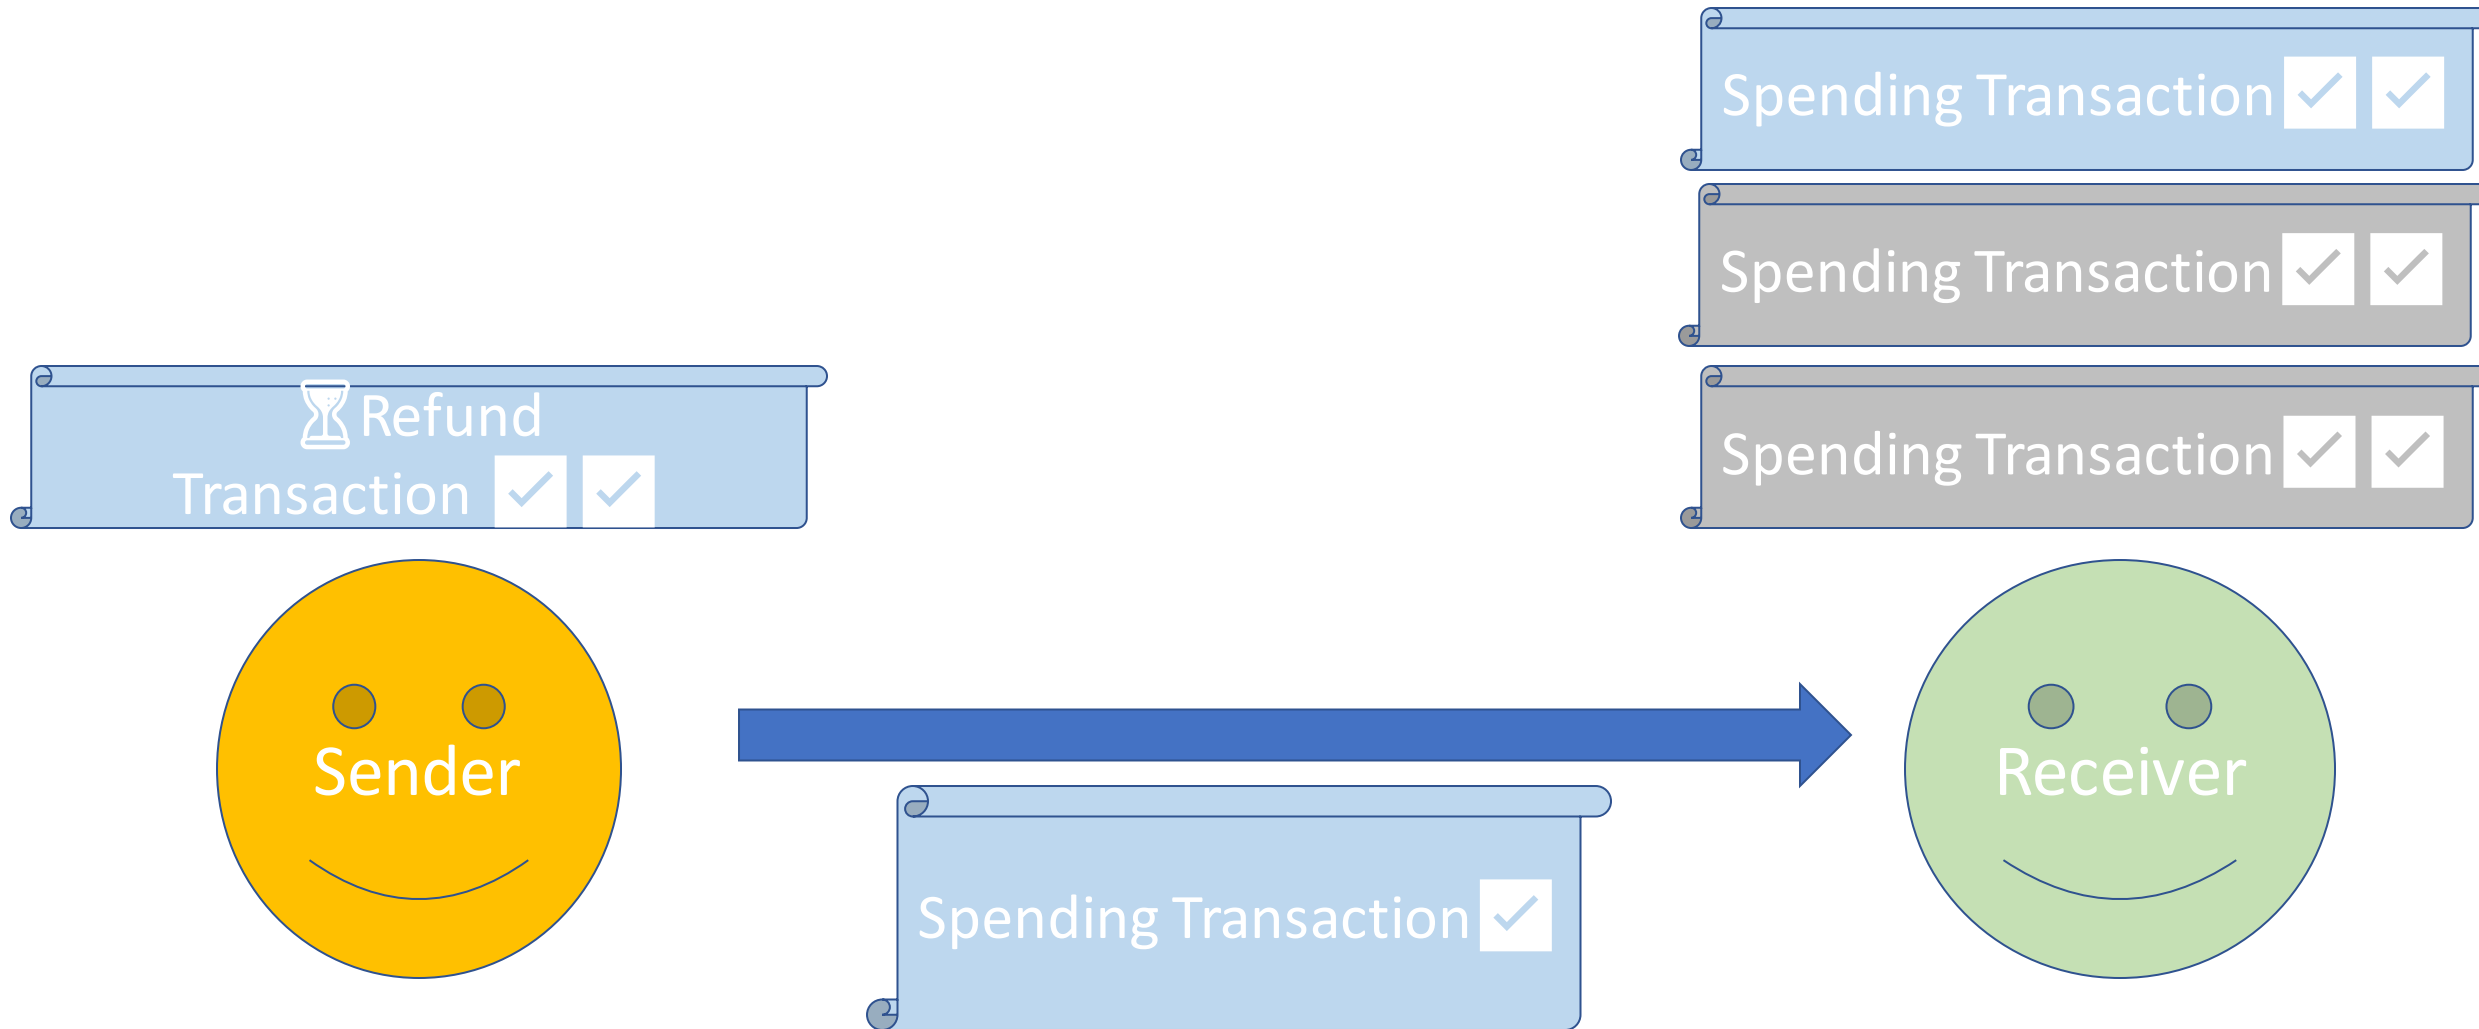 Spending Transaction
Spending Transaction
Spending Transaction
Refund
Transaction
Sender
Receiver
Spending Transaction